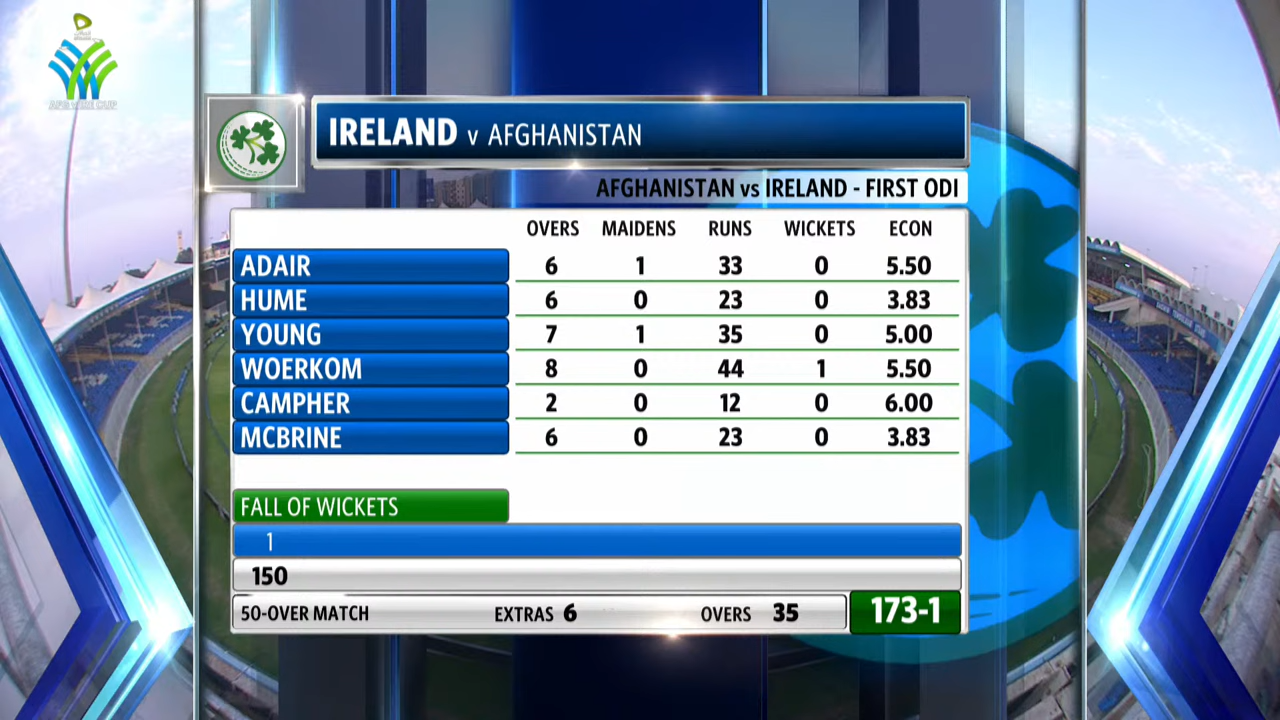 IRELAND v AFGHANISTAN
AFGHANISTAN vs IRELAND - FIRST ODI
OVERS MAIDENS RUNS WICKETS ECON
ADAIR 6 1 33 0 5.50
HUME 6 0 23 0 3.83
YOUNG 7 1 35 0 5.00
WOERKOM 8 0 44 1 5.50
CAMPHER 2 0 12 0 6.00
MCBRINE 6 0 23 0 3.83
FALL OF WICKETS
1
150
50-OVER MATCH EXTRAS 6 OVERS 35 173-1